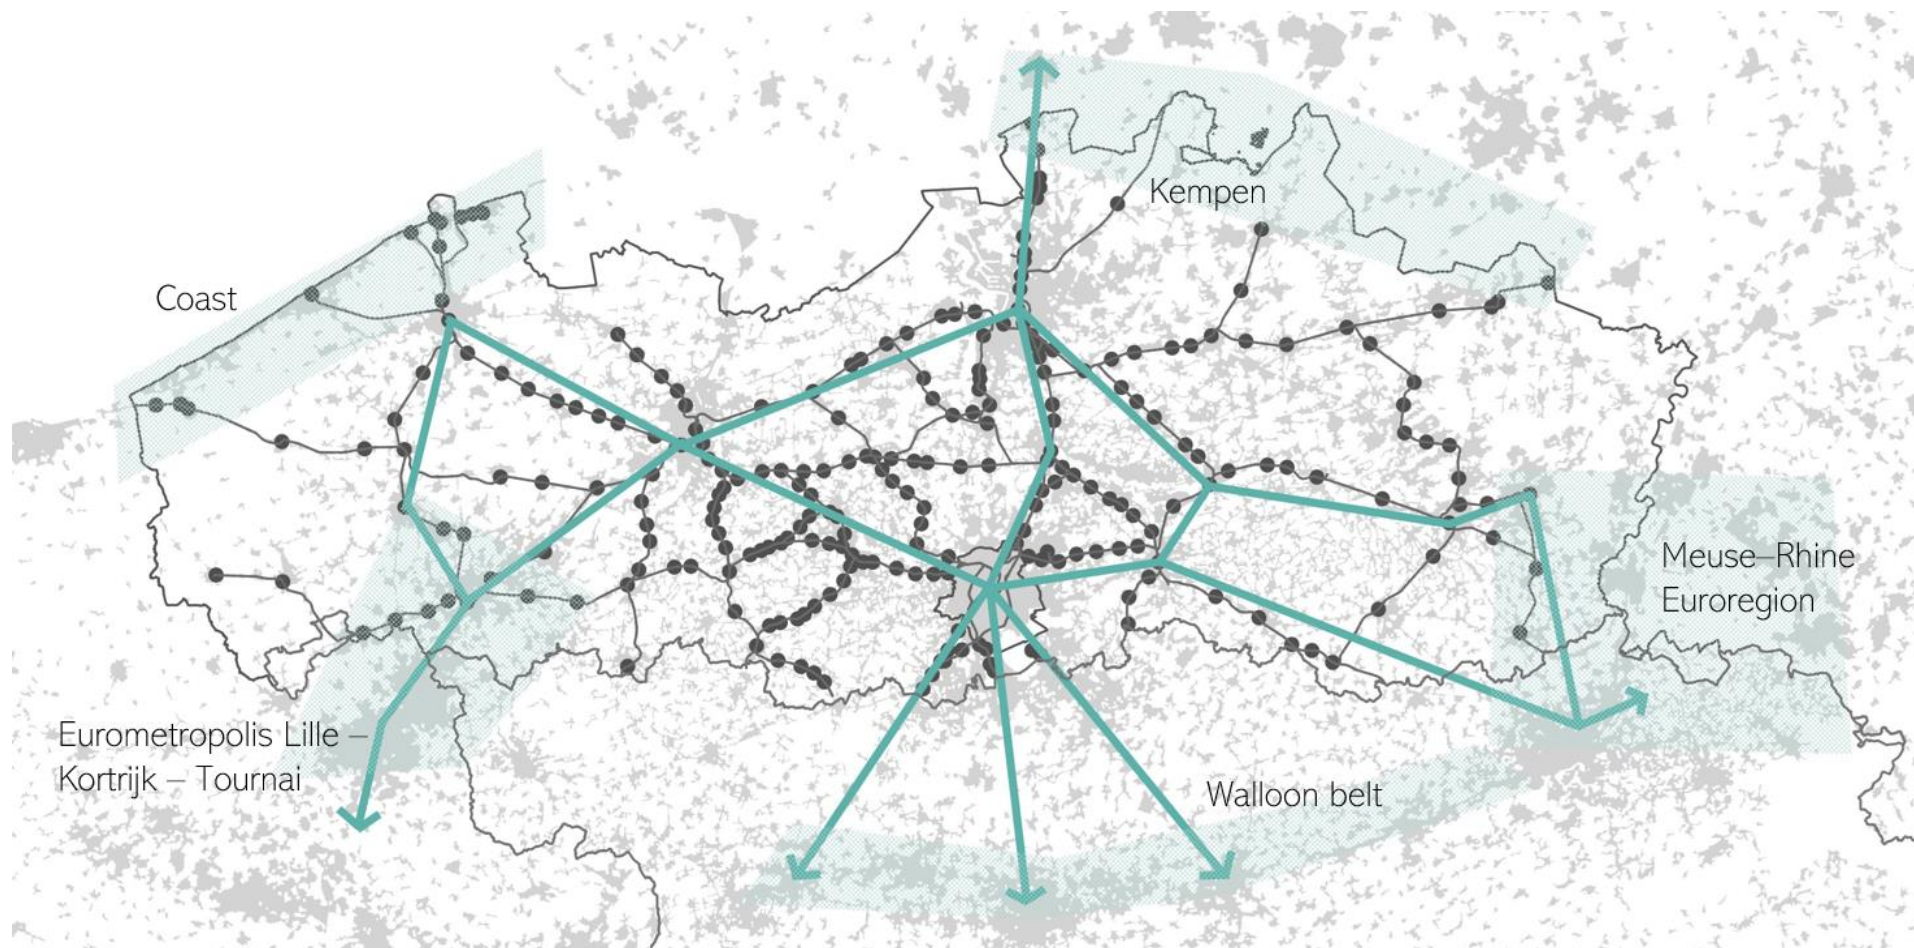 Kempen
Coast
Meuse–Rhine
Euroregion
Eurometropolis Lille –
Kortrijk – Tournai
Walloon belt